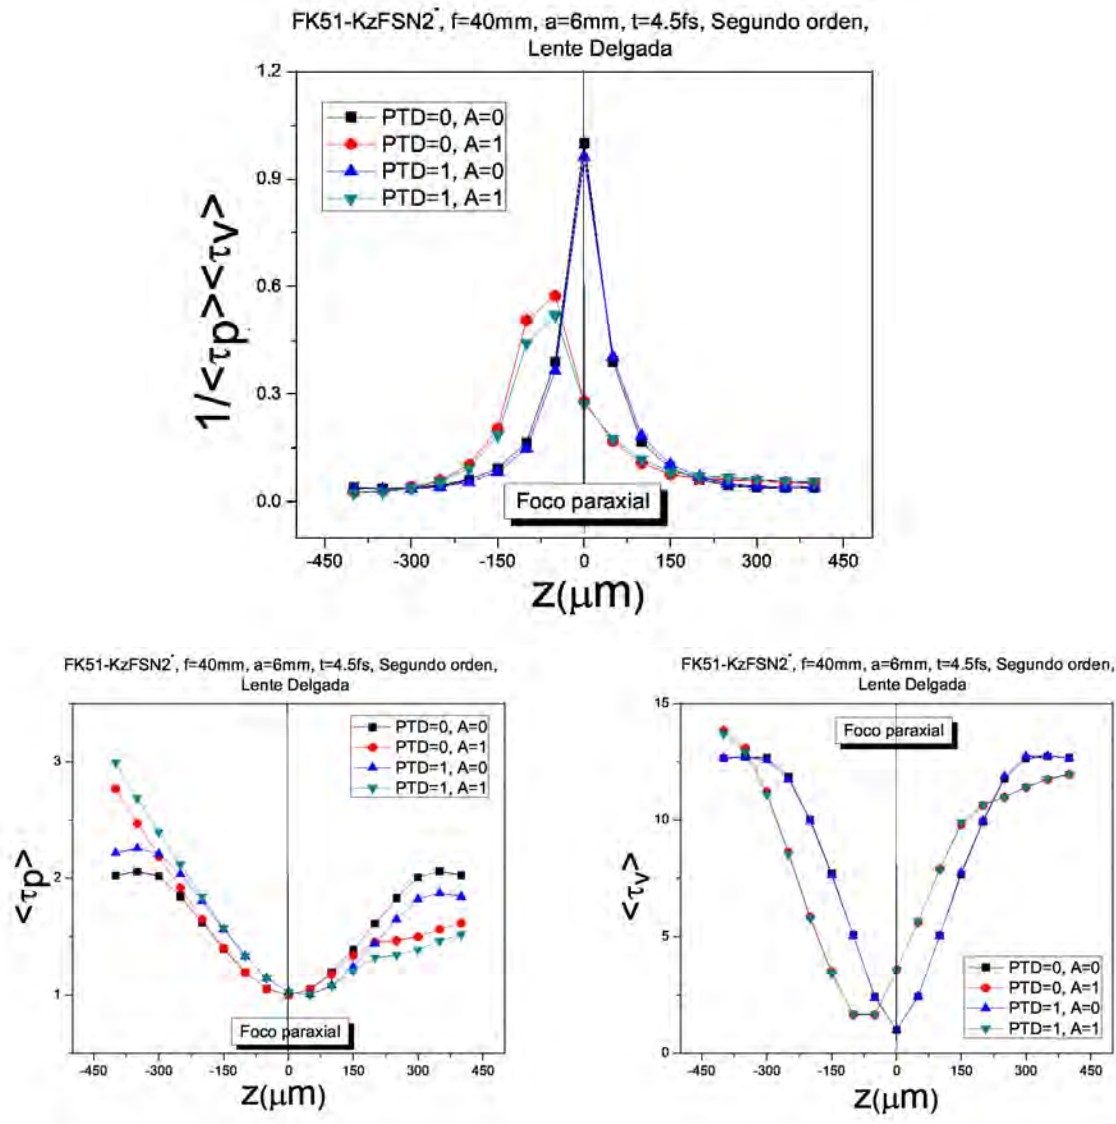 FK51-KzFSN2¨, f=40mm, a=6mm, t=4.5fs, Segundo orden,
Lente Delgada
1.2
0.9
0.6
0.3
0.0
1/<τp><τv>
PTD=0, A=0
PTD=0, A=1
PTD=1, A=0
PTD=1, A=1
Foco paraxial
-450 -300 -150 0 150 300 450
z(μm)
FK51-KzFSN2¨, f=40mm, a=6mm, t=4.5fs, Segundo orden,
Lente Delgada
3
2
1
<τp>
PTD=0, A=0
PTD=0, A=1
PTD=1, A=0
PTD=1, A=1
Foco paraxial
-450 -300 -150 0 150 300 450
z(μm)
FK51-KzFSN2¨, f=40mm, a=6mm, t=4.5fs, Segundo orden,
Lente Delgada
15
10
5
0
<τv>
Foco paraxial
PTD=0, A=0
PTD=0, A=1
PTD=1, A=0
PTD=1, A=1
-450 -300 -150 0 150 300 450
z(μm)